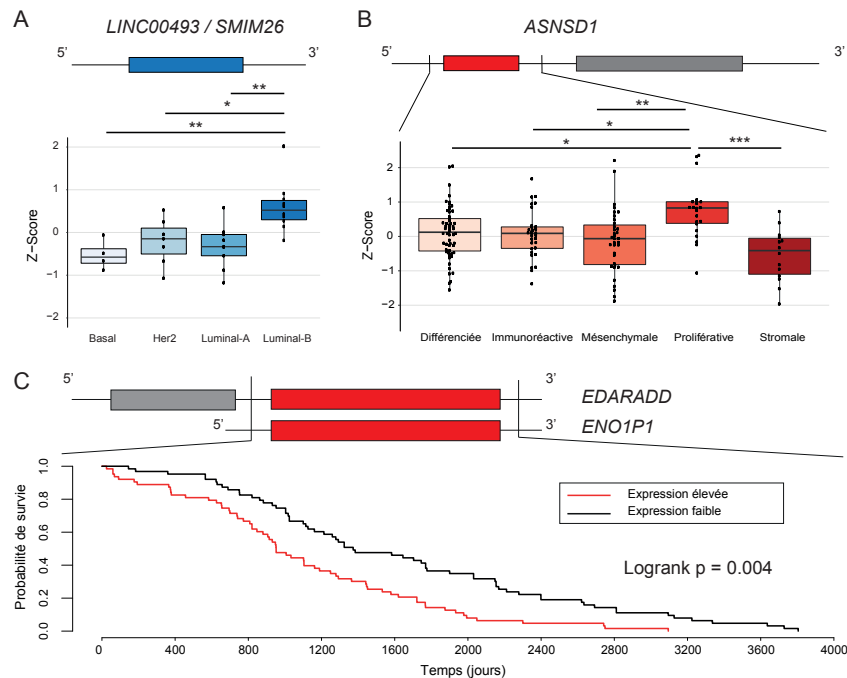 A
LINC00493 / SMIM26
5’ 3’
**
*
**
Z−Score
2
1
0
−1
−2
Basal Her2 Luminal-A Luminal-B
B
ASNSD1
5’ 3’
**
*
* ***
Z−Score
2
1
0
−1
−2
Différenciée Immunoréactive Mésenchymale Proliférative Stromale
C
5’ 3’
EDARADD
5’ 3’
ENO1P1
Probabilité de survie
1.0
0.8
0.6
0.4
0.2
0.0
Expression élevée
Expression faible
Logrank p = 0.004
0 400 800 1200 1600 2000 2400 2800 3200 3600 4000
Temps (jours)